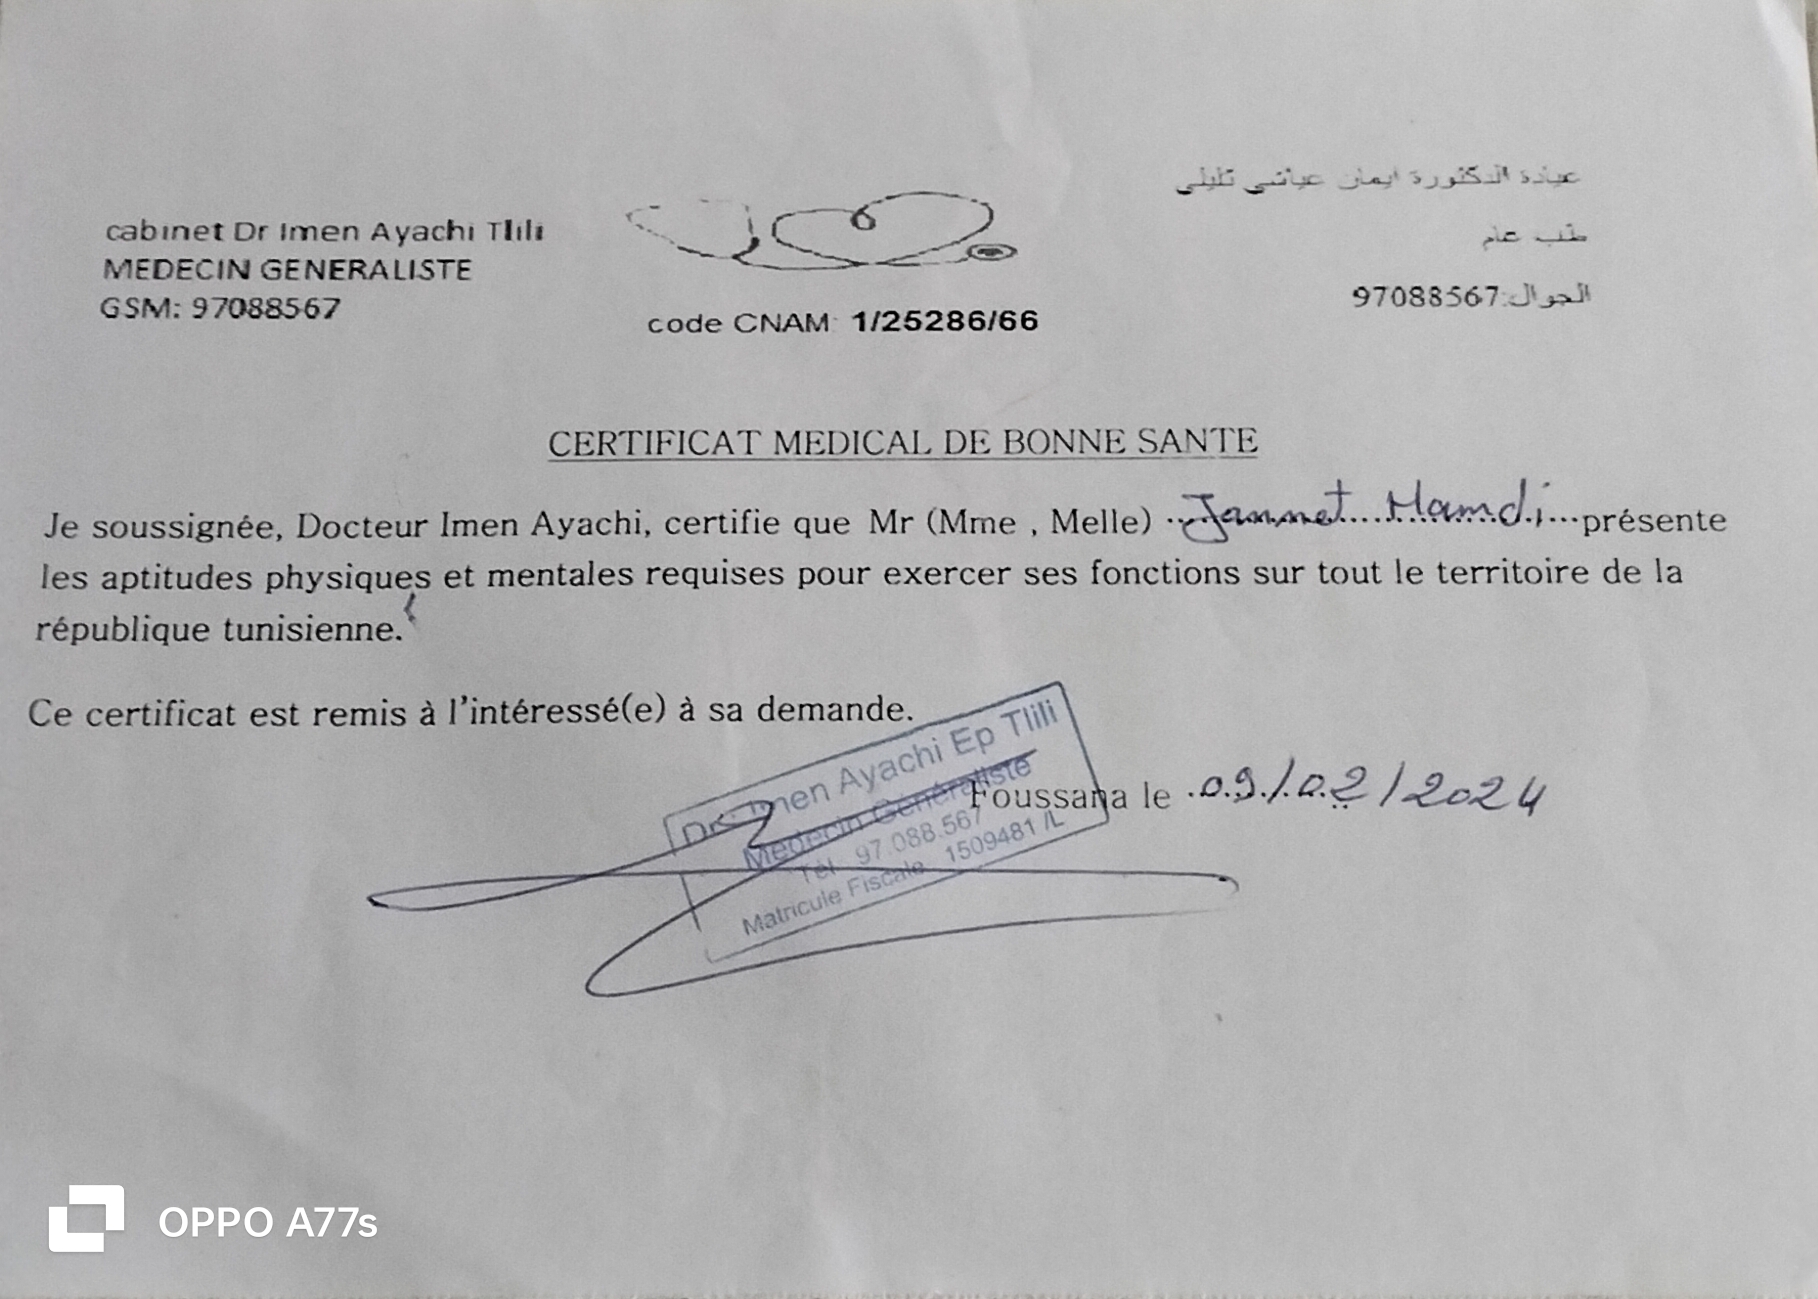 cabinet Dr Imen Ayachi Tlili
MEDECIN GENERALISTE
GSM: 97088567
code CNAM: 1/25286/66
عيادة الدكتورة ايمان عياشي تليلي
طب عام
الجوال:97088567
CERTIFICAT MEDICAL DE BONNE SANTE
Je soussignée, Docteur Imen Ayachi, certifie que Mr (Mme , Melle) Jannet Hamdi présente
les aptitudes physiques et mentales requises pour exercer ses fonctions sur tout le territoire de la
république tunisienne.
Ce certificat est remis à l'intéressé(e) à sa demande.
Foussana le 09/02/2024
Dr. Imen Ayachi Ep Tlili
Médecin Généraliste
Tél 97.088.567
Matricule Fiscale 1509481 /L
OPPO A77s